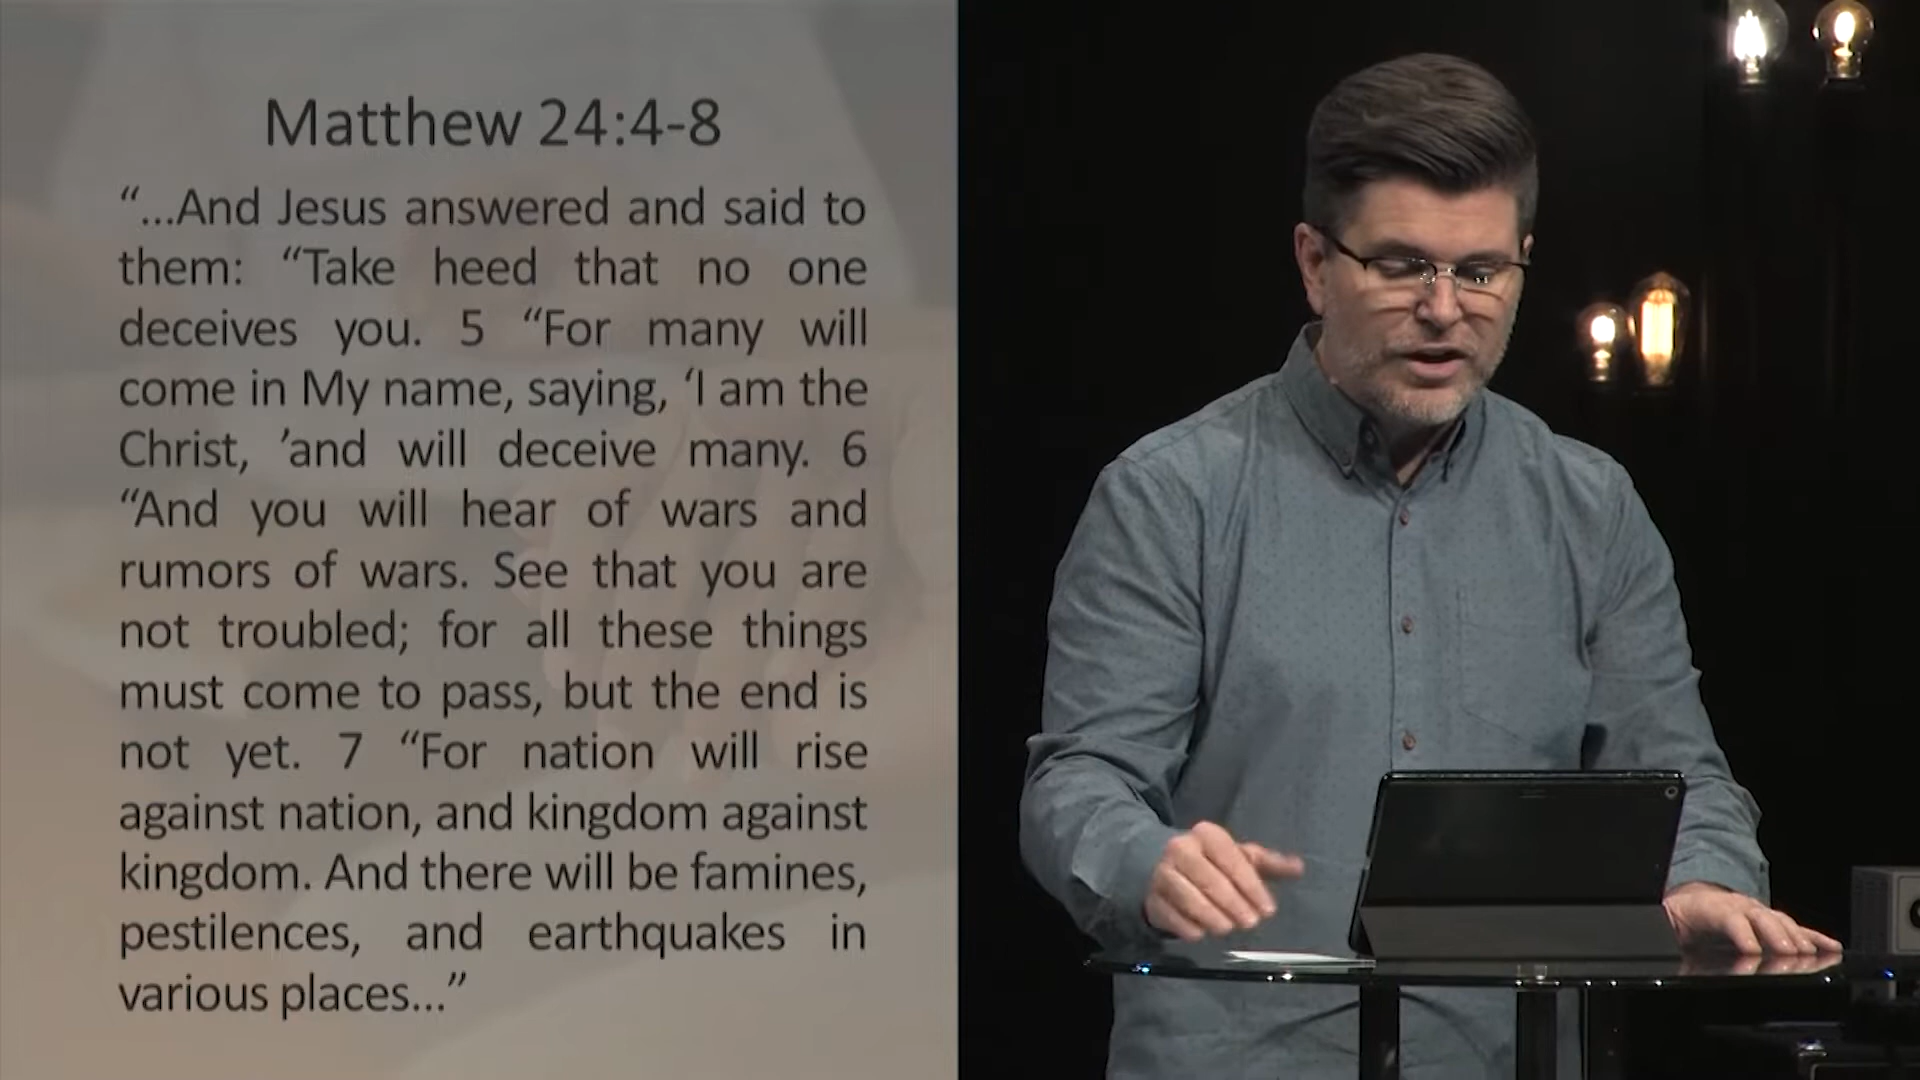 Matthew 24:4-8
“...And Jesus answered and said to
them: “Take heed that no one
deceives you. 5 “For many will
come in My name, saying, ‘I am the
Christ, ’and will deceive many. 6
“And you will hear of wars and
rumors of wars. See that you are
not troubled; for all these things
must come to pass, but the end is
not yet. 7 “For nation will rise
against nation, and kingdom against
kingdom. And there will be famines,
pestilences, and earthquakes in
various places...”